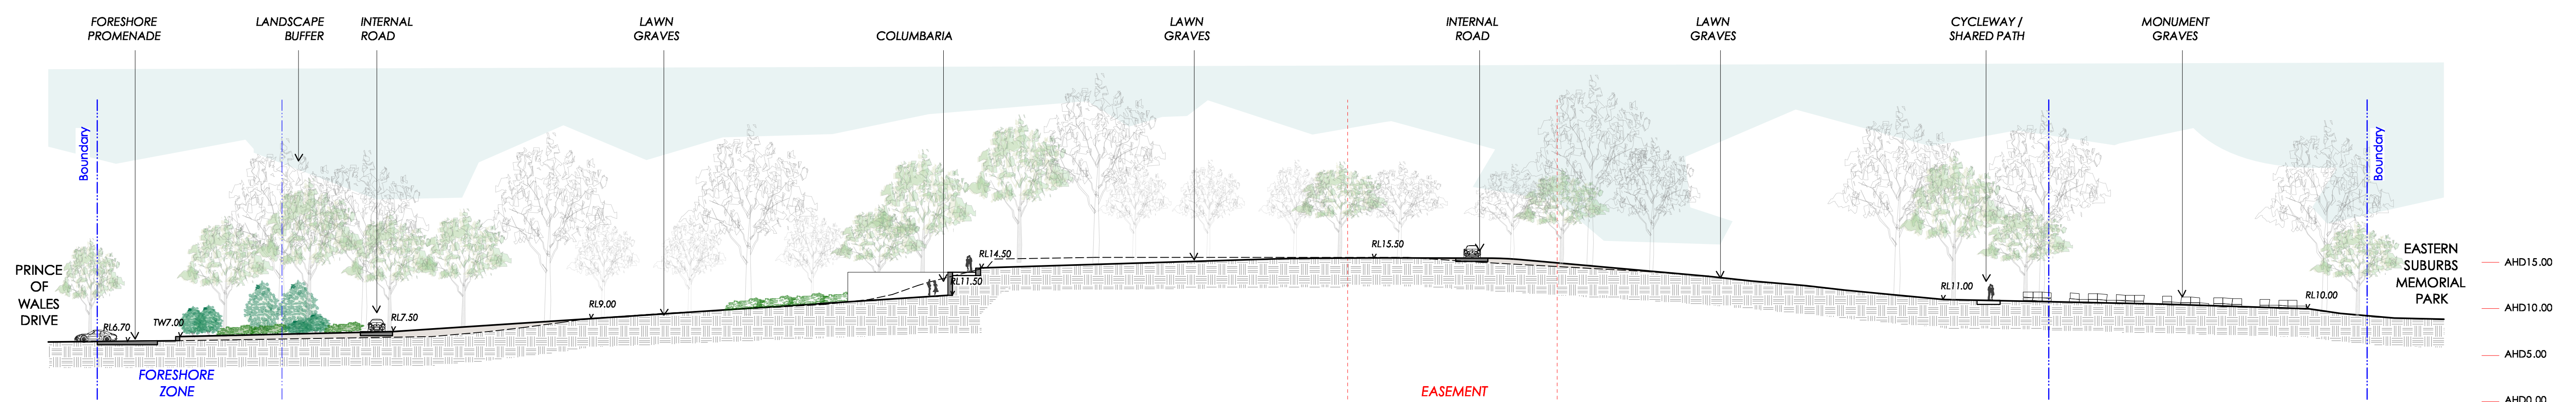 FORESHORE
PROMENADE
LANDSCAPE
BUFFER
INTERNAL
ROAD
LAWN
GRAVES
COLUMBARIA
LAWN
GRAVES
INTERNAL
ROAD
LAWN
GRAVES
CYCLEWAY /
SHARED PATH
MONUMENT
GRAVES
Boundary
Boundary
PRINCE
OF
WALES
DRIVE
RL6.70
TW7.00
RL7.50
RL9.00
RL14.50
RL11.50
RL15.50
RL11.00
RL10.00
EASTERN
SUBURBS
MEMORIAL
PARK
AHD15.00
AHD10.00
AHD5.00
AHD0.00
FORESHORE
ZONE
EASEMENT